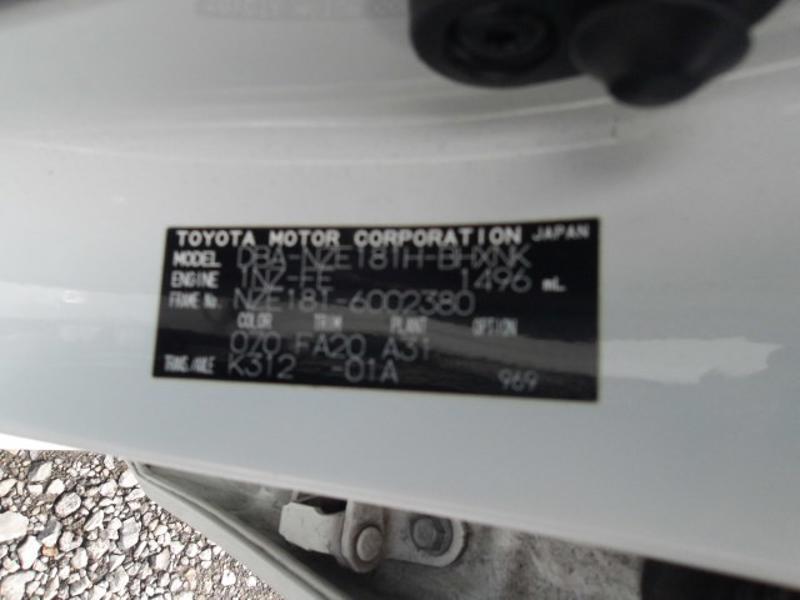 TOYOTA MOTOR CORPORATION JAPAN
MODEL DBA-NZE181H-BHXNK
ENGINE 1NZ-FE 1496 mL
FRAME No. NZE181-6002380
COLOR TRIM PLANT OPTION
070 FA20 A31
TRANS/AXLE K312 -01A 969